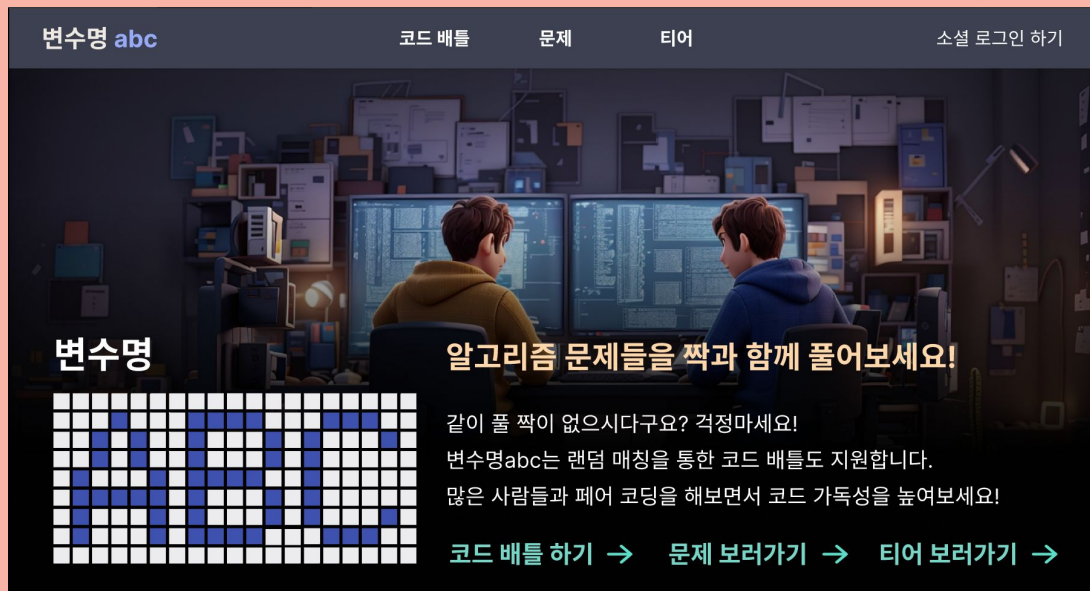 변수명 abc
코드 배틀
문제
티어
소셜 로그인 하기
변수명
ABC
알고리즘 문제들을 짝과 함께 풀어보세요!
같이 풀 짝이 없으시다구요? 걱정마세요!
변수명abc는 랜덤 매칭을 통한 코드 배틀도 지원합니다.
많은 사람들과 페어 코딩을 해보면서 코드 가독성을 높여보세요!
코드 배틀 하기 →
문제 보러가기 →
티어 보러가기 →